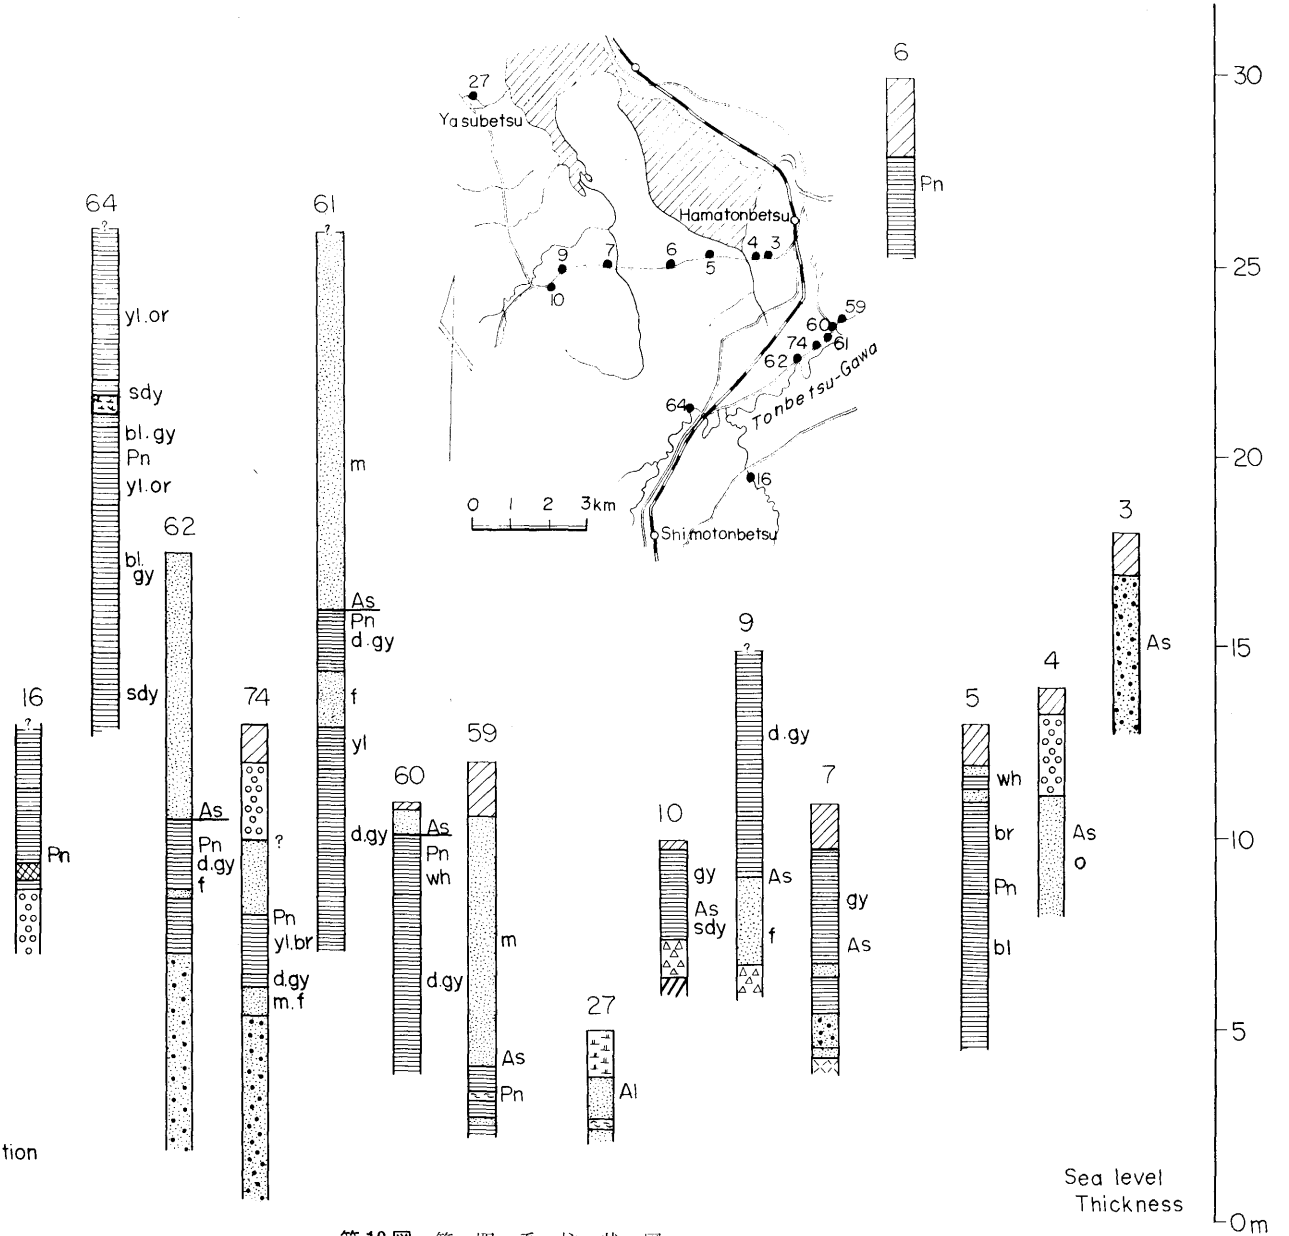 6
30
Pn
25
20
15
10
5
0m
Sea level
Thickness
27
Yasubetsu
Hamatonbetsu
9
7
6
5
4
3
10
59
60
61
74
62
Tonbetsu-Gawa
64
16
Shimotonbetsu
0 1 2 3km
64
?
yl.or
sdy
bl.gy
Pn
yl.or
bl.
gy
sdy
61
?
m
As
Pn
d.gy
f
yl
d.gy
62
As
Pn
d.gy
f
16
?
Pn
74
?
Pn
yl.br
d.gy
m.f
60
As
Pn
wh
d.gy
59
m
As
Pn
27
Al
10
gy
As
sdy
9
?
d.gy
As
f
7
gy
As
5
wh
br
Pn
bl
4
As
o
3
As
tion
第10図